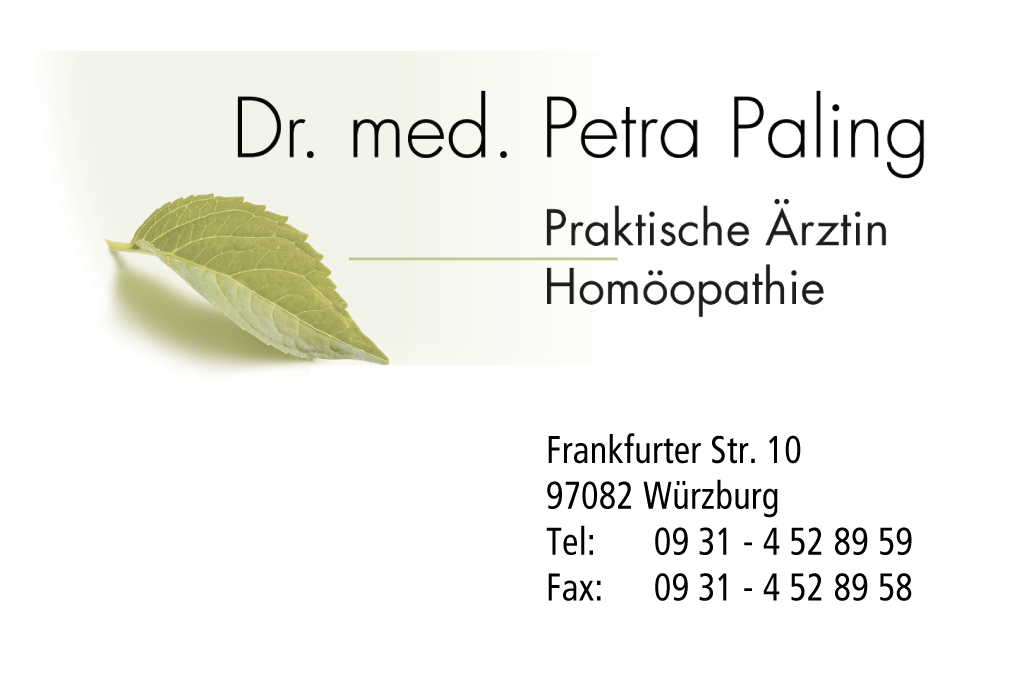 Dr. med. Petra Paling
Praktische Ärztin
Homöopathie
Frankfurter Str. 10
97082 Würzburg
Tel: 09 31 - 4 52 89 59
Fax: 09 31 - 4 52 89 58